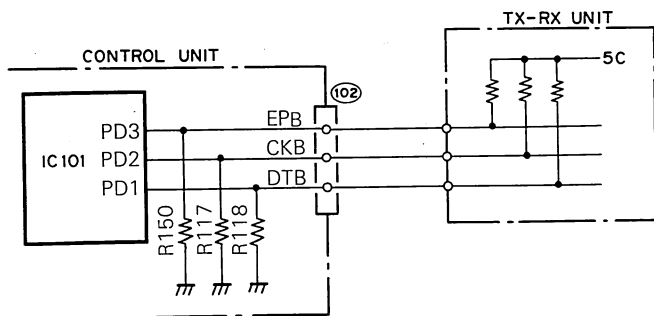 TX-RX UNIT
CONTROL UNIT
5C
102
PD3
EPB
IC101
PD2
CKB
PD1
DTB
R150
R117
R118